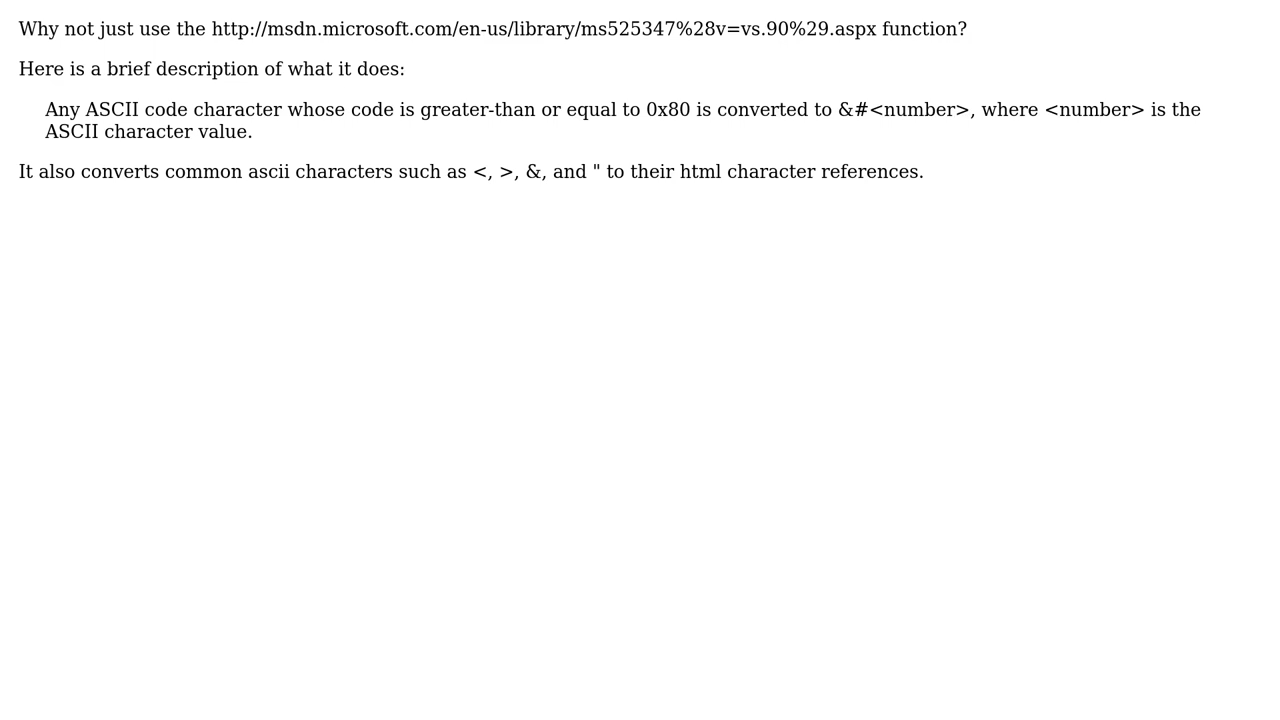 Why not just use the http://msdn.microsoft.com/en-us/library/ms525347%28v=vs.90%29.aspx function?
Here is a brief description of what it does:
Any ASCII code character whose code is greater-than or equal to 0x80 is converted to &#<number>, where <number> is the
ASCII character value.
It also converts common ascii characters such as <, >, &, and " to their html character references.